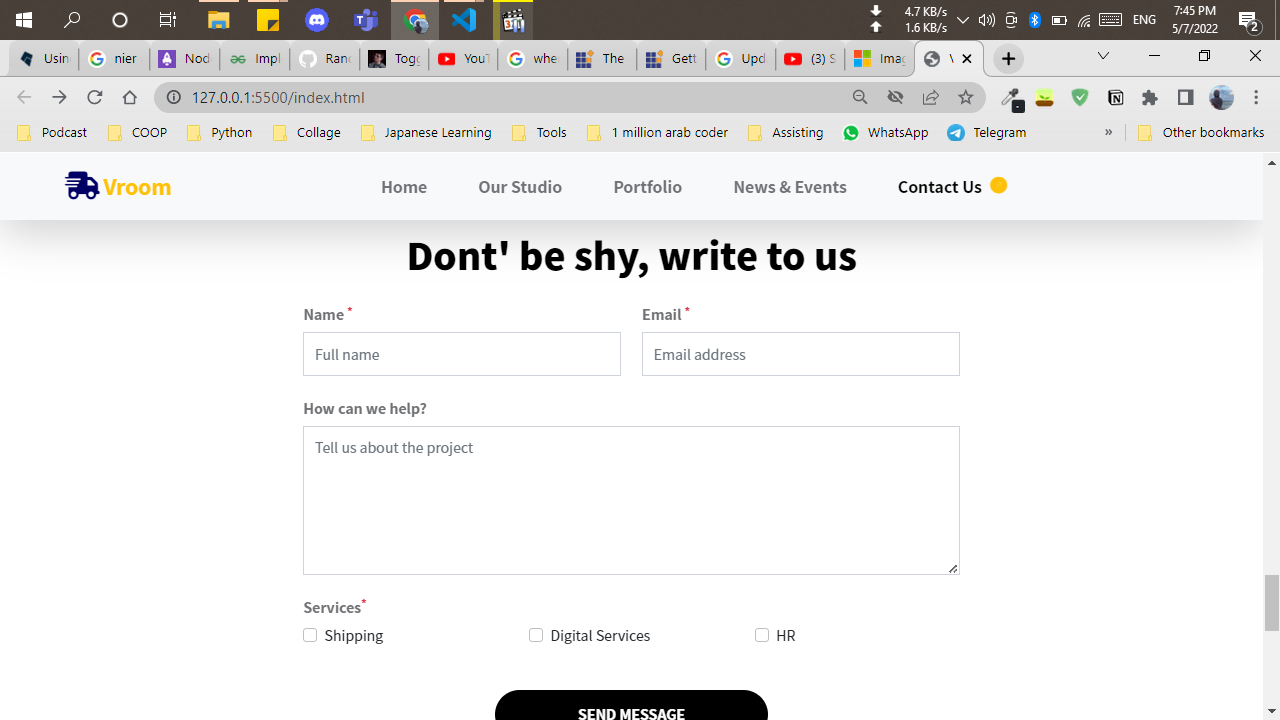 4.7 KB/s
1.6 KB/s
ENG
7:45 PM
5/7/2022
2
Usin
nier
Nod
Impl
Ranc
Togg
YouT
whe
The
Gett
Upd
(3) S
Imag
127.0.0.1:5500/index.html
Podcast
COOP
Python
Collage
Japanese Learning
Tools
1 million arab coder
Assisting
WhatsApp
Telegram
»
Other bookmarks
Vroom
Home
Our Studio
Portfolio
News & Events
Contact Us
Dont' be shy, write to us
Name *
Email *
Full name
Email address
How can we help?
Tell us about the project
Services*
Shipping
Digital Services
HR
SEND MESSAGE